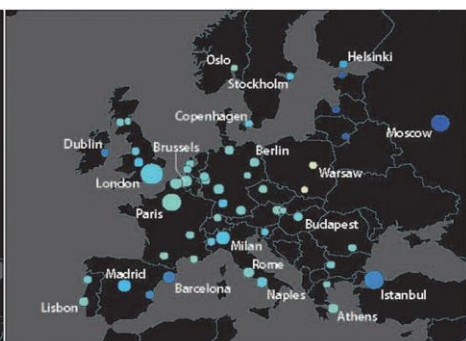 Oslo
Helsinki
Stockholm
Copenhagen
Moscow
Dublin
Brussels
Berlin
Warsaw
London
Paris
Budapest
Milan
Madrid
Rome
Lisbon
Barcelona
Naples
Istanbul
Athens